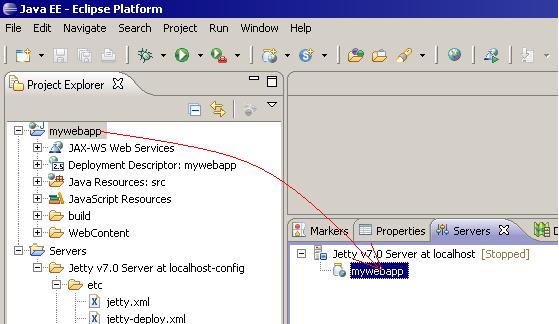 Java EE - Eclipse Platform
File Edit Navigate Search Project Run Window Help
Project Explorer
mywebapp
JAX-WS Web Services
Deployment Descriptor: mywebapp
Java Resources: src
JavaScript Resources
build
WebContent
Servers
Jetty v7.0 Server at localhost-config
etc
jetty.xml
jetty-deploy.xml
Markers Properties Servers
Jetty v7.0 Server at localhost [Stopped]
mywebapp